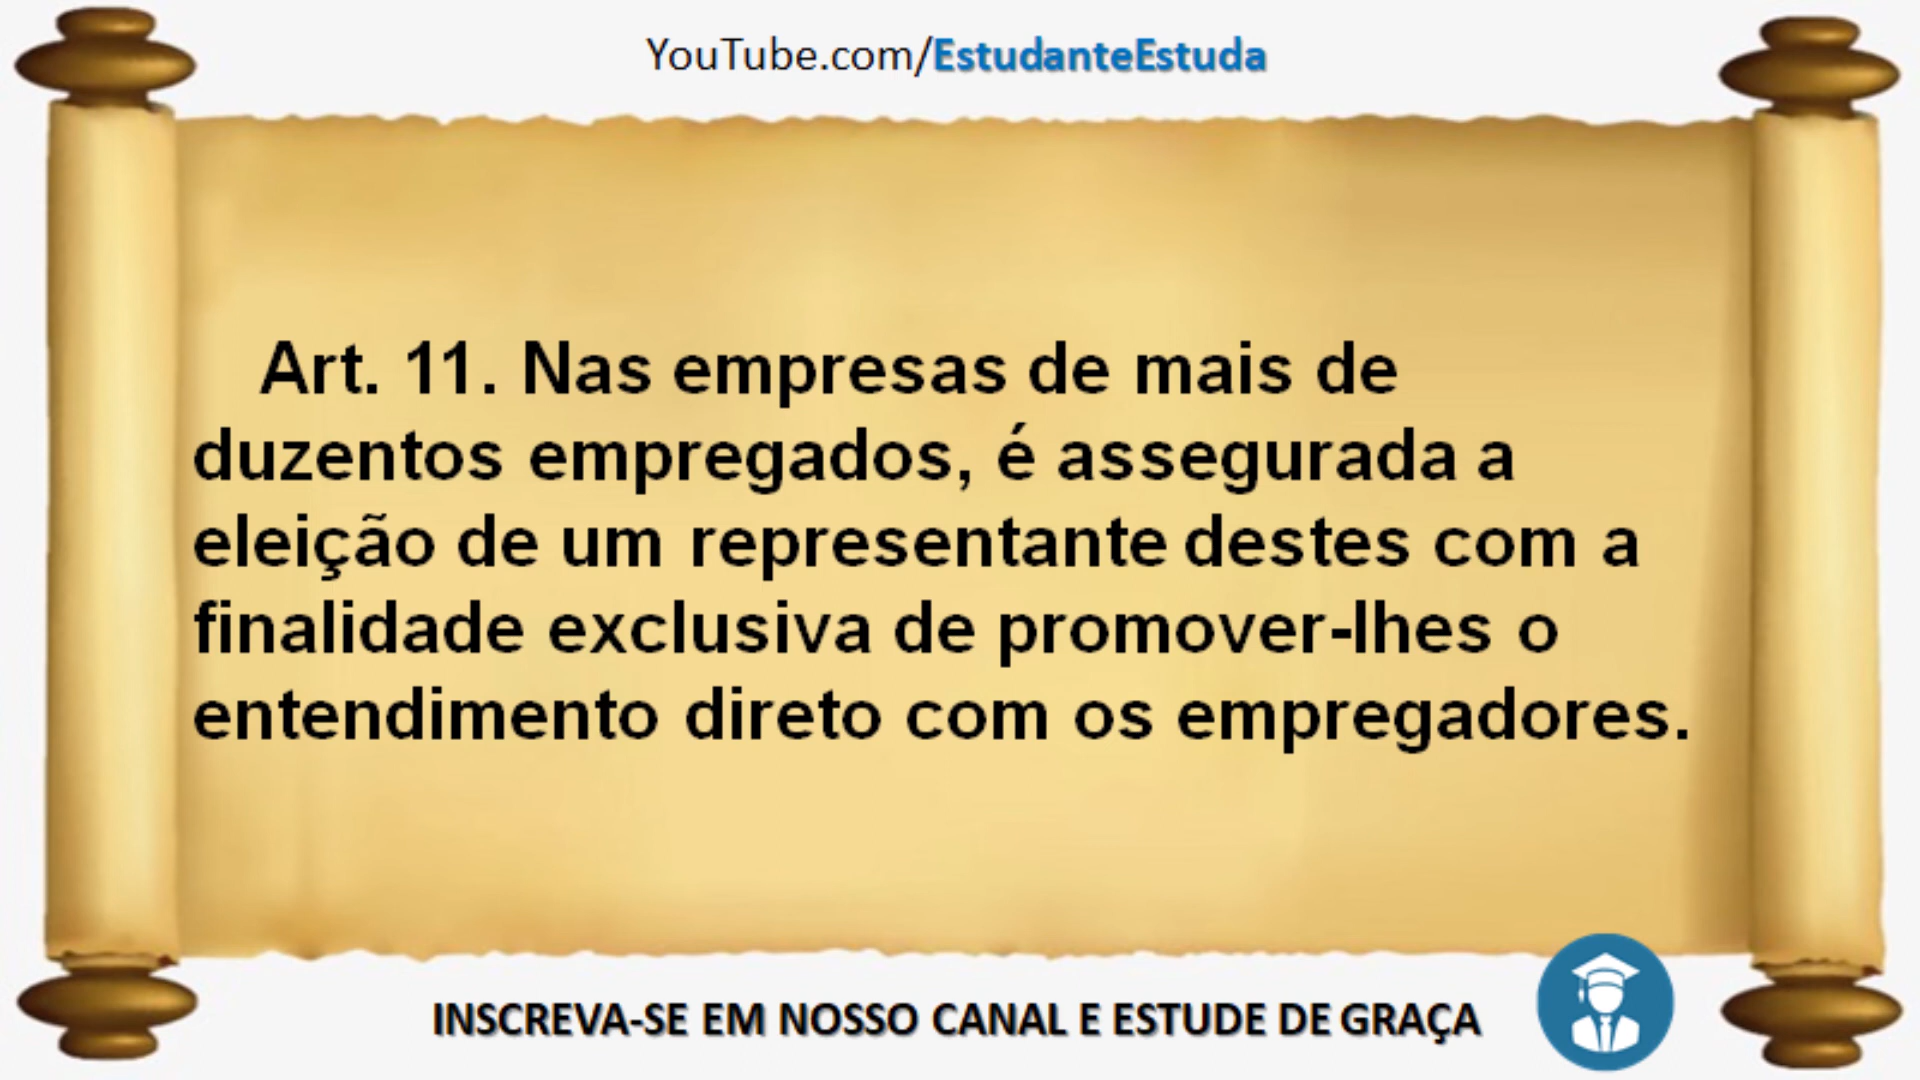 YouTube.com/EstudanteEstuda
Art. 11. Nas empresas de mais de
duzentos empregados, é assegurada a
eleição de um representante destes com a
finalidade exclusiva de promover-lhes o
entendimento direto com os empregadores.
INSCREVA-SE EM NOSSO CANAL E ESTUDE DE GRAÇA